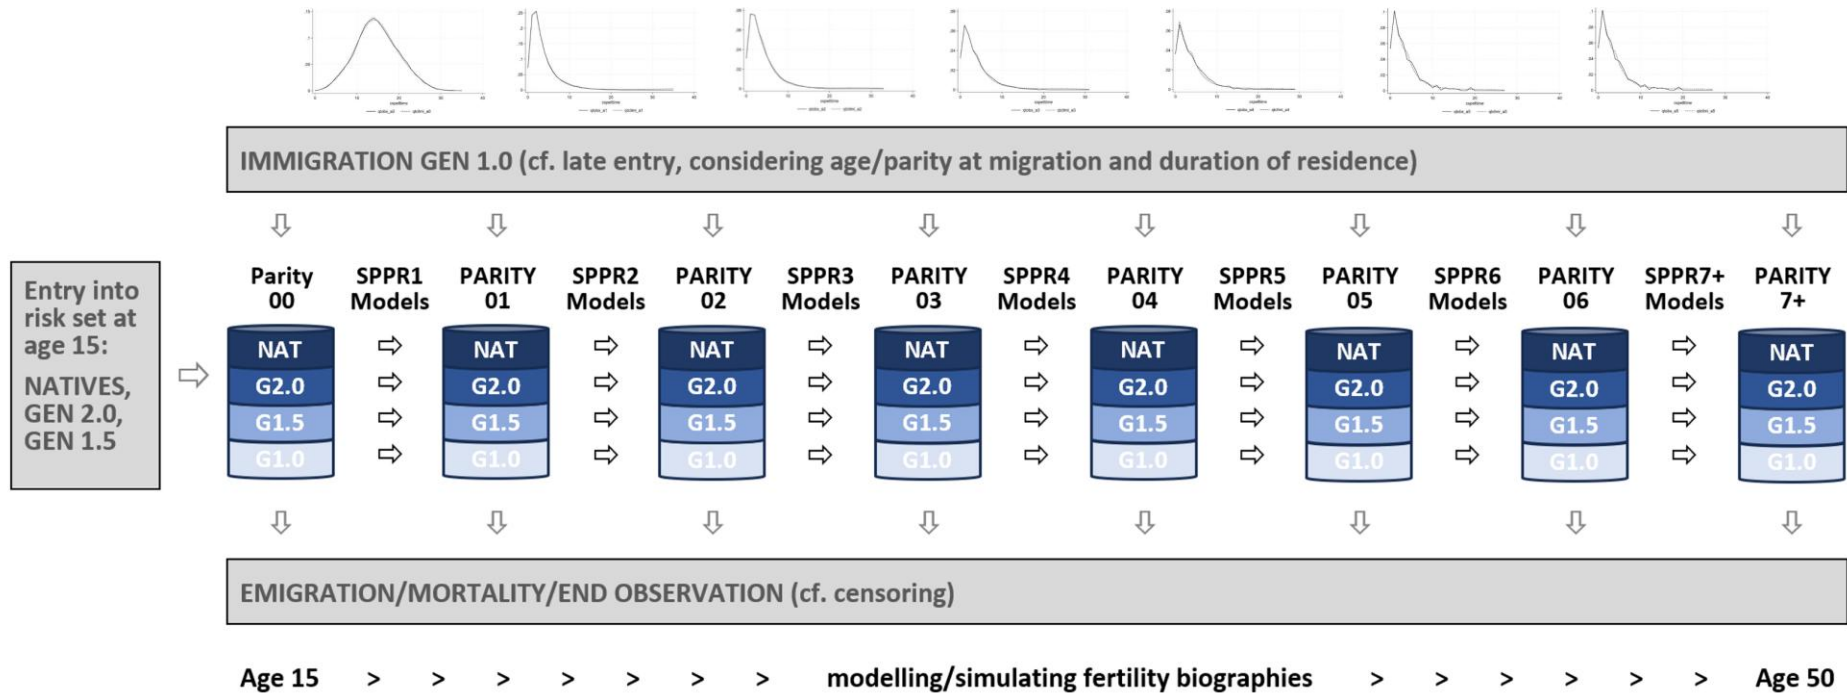 IMMIGRATION GEN 1.0 (cf. late entry, considering age/parity at migration and duration of residence)
Entry into
risk set at
age 15:
NATIVES,
GEN 2.0,
GEN 1.5
Parity SPPR1 PARITY SPPR2 PARITY SPPR3 PARITY SPPR4 PARITY SPPR5 PARITY SPPR6 PARITY SPPR7+ PARITY
00 Models 01 Models 02 Models 03 Models 04 Models 05 Models 06 Models 7+
NAT NAT NAT NAT NAT NAT NAT NAT
G2.0 G2.0 G2.0 G2.0 G2.0 G2.0 G2.0 G2.0
G1.5 G1.5 G1.5 G1.5 G1.5 G1.5 G1.5 G1.5
G1.0 G1.0 G1.0 G1.0 G1.0 G1.0 G1.0 G1.0
EMIGRATION/MORTALITY/END OBSERVATION (cf. censoring)
Age 15 > > > > > > > modelling/simulating fertility biographies > > > > > > Age 50